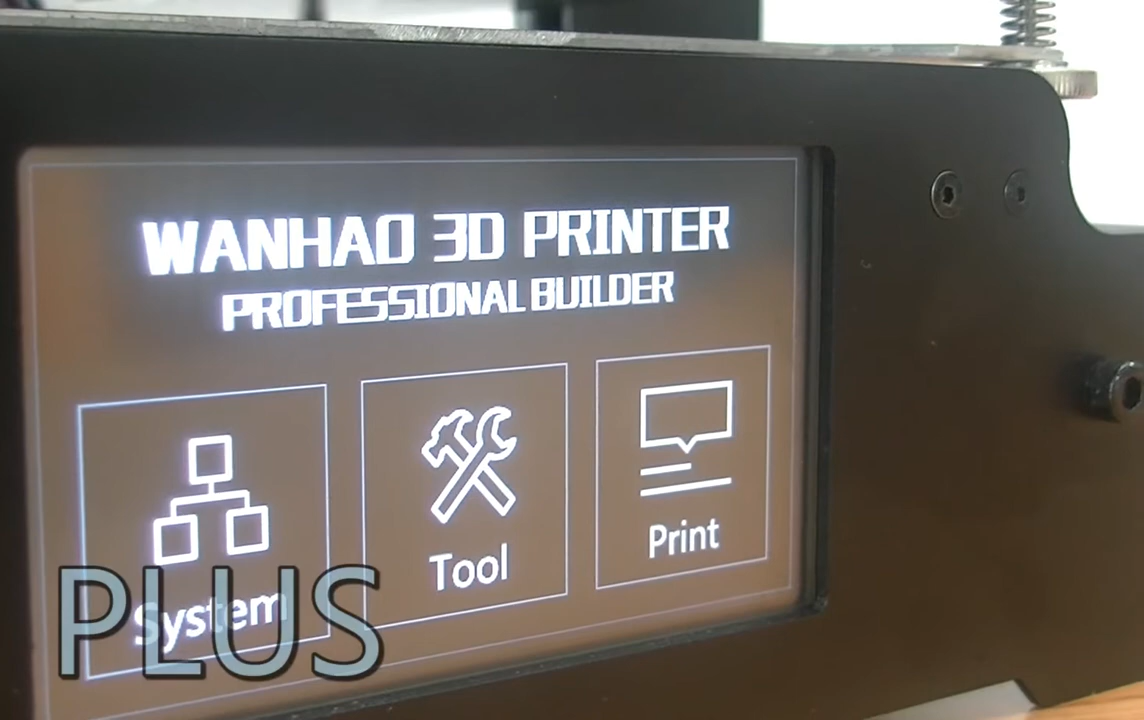 WANHAO 3D PRINTER
PROFESSIONAL BUILDER
System
Tool
Print
PLUS